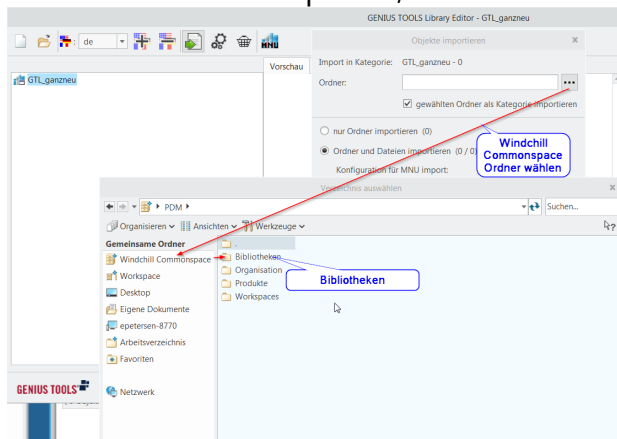 GENIUS TOOLS Library Editor - GTL_ganzneu
de
MNU
Objekte importieren
Vorschau
Import in Kategorie: GTL_ganzneu - 0
GTL_ganzneu
Ordner:
gewählten Ordner als Kategorie importieren
nur Ordner importieren (0)
Ordner und Dateien importieren (0 / 0)
Konfiguration für MNU import:
Windchill
Commonspace
Ordner wählen
Verzeichnis auswählen
PDM
Suchen...
Organisieren
Ansichten
Werkzeuge
Gemeinsame Ordner
Windchill Commonspace
Workspace
Desktop
Eigene Dokumente
epetersen-8770
Arbeitsverzeichnis
Favoriten
Netzwerk
.
Bibliotheken
Organisation
Produkte
Workspaces
Bibliotheken
GENIUS TOOLS